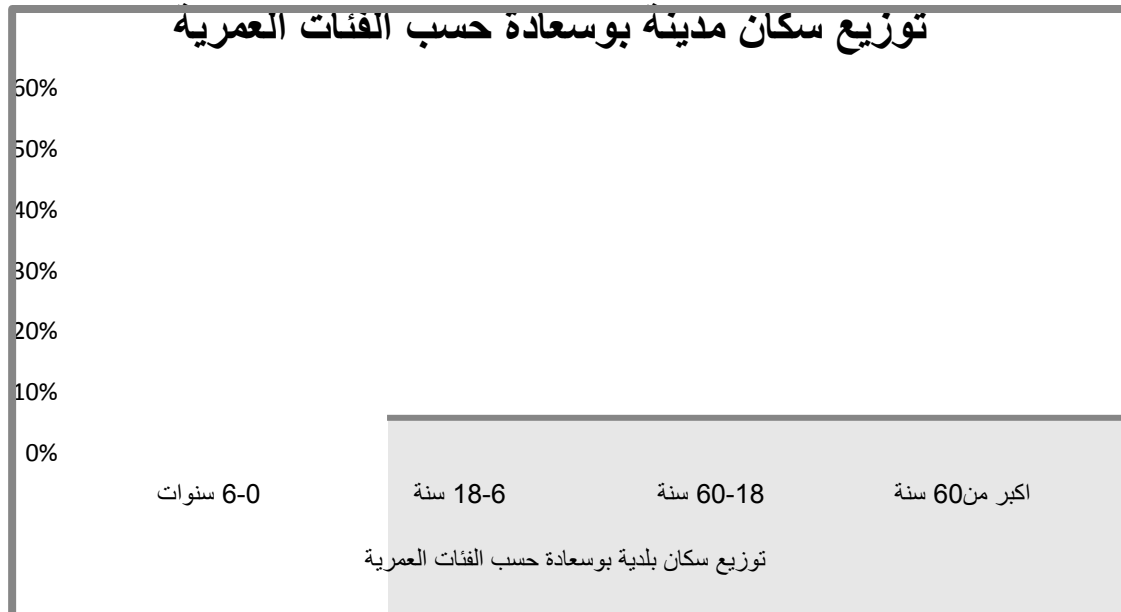 توزيع سكان مدينة بوسعادة حسب الفئات العمرية
60%
50%
40%
30%
20%
10%
0%
0-6 سنوات
6-18 سنة
18-60 سنة
اكبر من60 سنة
توزيع سكان بلدية بوسعادة حسب الفئات العمرية